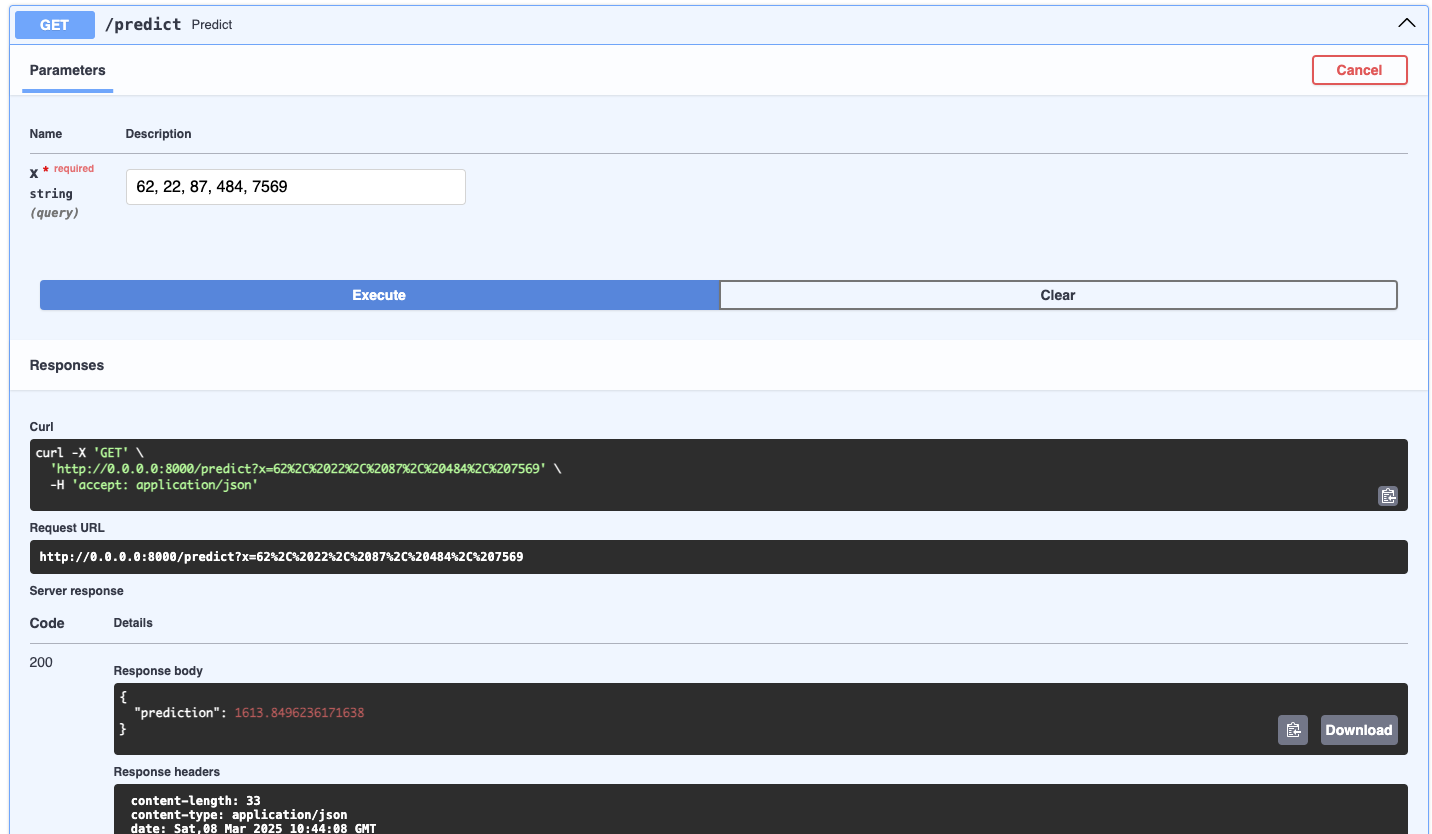 GET /predict Predict
Parameters
Cancel
Name Description
x * required
string
(query)
62, 22, 87, 484, 7569
Execute Clear
Responses
Curl
curl -X 'GET' \
'http://0.0.0.0:8000/predict?x=62%2C%2022%2C%2087%2C%20484%2C%207569' \
-H 'accept: application/json'
Request URL
http://0.0.0.0:8000/predict?x=62%2C%2022%2C%2087%2C%20484%2C%207569
Server response
Code Details
200
Response body
{
"prediction": 1613.8496236171638
}
Download
Response headers
content-length: 33
content-type: application/json
date: Sat,08 Mar 2025 10:44:08 GMT